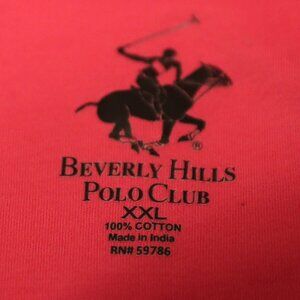 ®
BEVERLY HILLS
POLO CLUB
XXL
100% COTTON
Made in India
RN# 59786